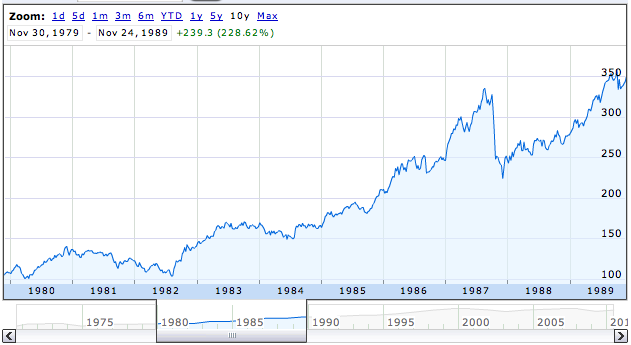 Zoom: 1d 5d 1m 3m 6m YTD 1y 5y 10y Max
Nov 30, 1979 - Nov 24, 1989 +239.3 (228.62%)
350
300
250
200
150
100
1980 1981 1982 1983 1984 1985 1986 1987 1988 1989
1975 1980 1985 1990 1995 2000 2005 2010